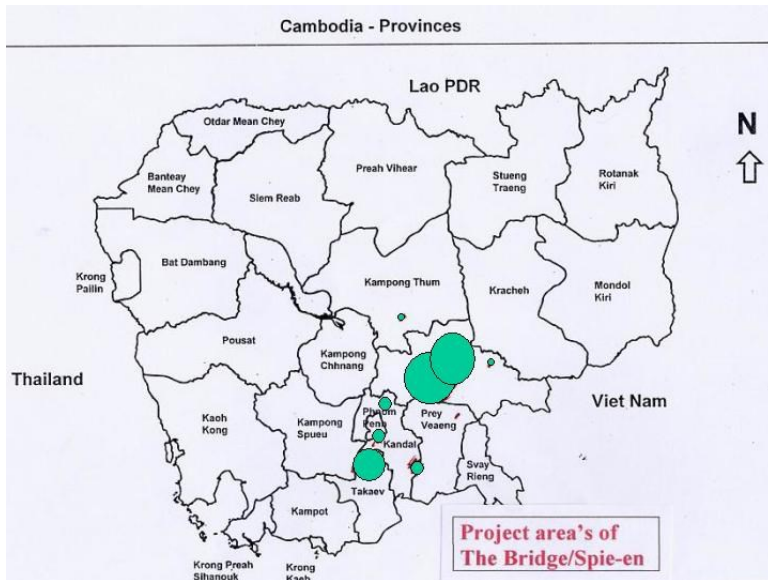 Cambodia - Provinces
Lao PDR
N
Otdar Mean Chey
Banteay
Mean Chey
Siem Reab
Preah Vihear
Stueng
Traeng
Rotanak
Kiri
Krong
Pailin
Bat Dambang
Kampong Thum
Kracheh
Mondol
Kiri
Pousat
Kampong
Chhnang
Thailand
Viet Nam
Kaoh
Kong
Kampong
Spueu
Phnom
Penh
Kandal
Prey
Veaeng
Svay
Rieng
Takaev
Kampot
Krong Preah
Sihanouk
Krong
Kaeb
Project area's of
The Bridge/Spie-en